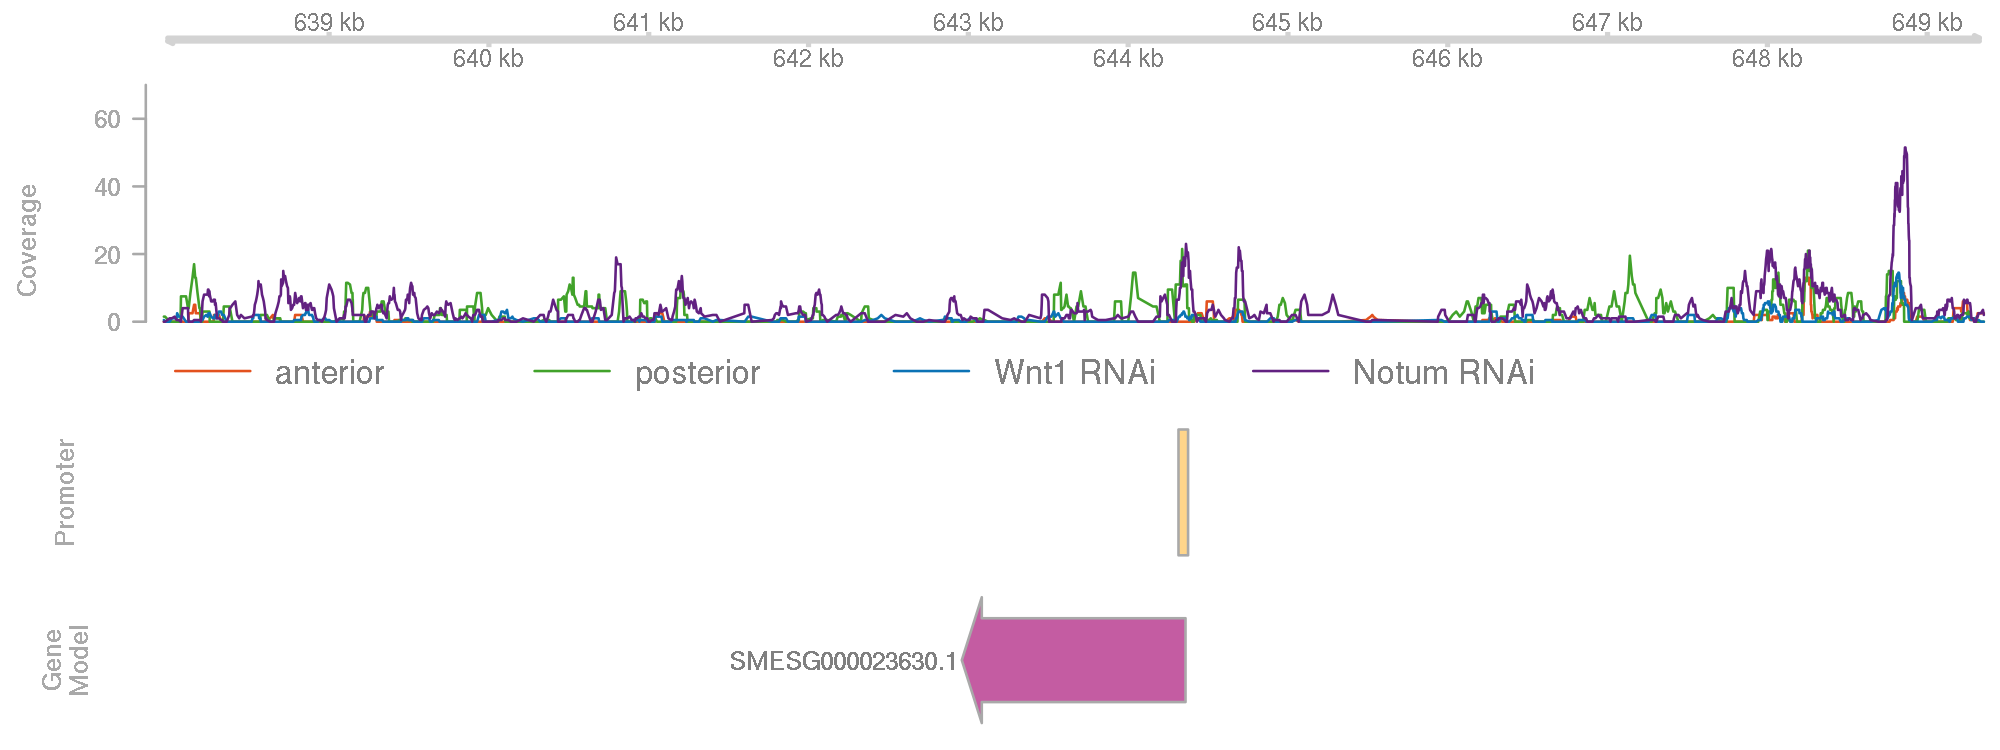 639 kb 641 kb 643 kb 645 kb 647 kb 649 kb
640 kb 642 kb 644 kb 646 kb 648 kb
60
40
20
0
Coverage
anterior posterior Wnt1 RNAi Notum RNAi
Promoter
Gene
Model
SMESG000023630.1